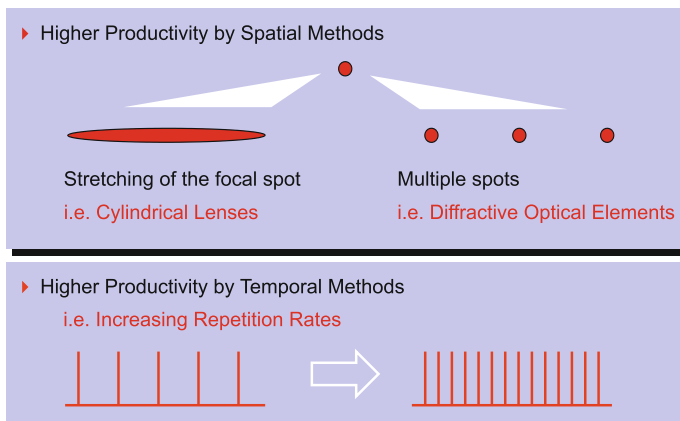 Higher Productivity by Spatial Methods
Stretching of the focal spot
i.e. Cylindrical Lenses
Multiple spots
i.e. Diffractive Optical Elements
Higher Productivity by Temporal Methods
i.e. Increasing Repetition Rates